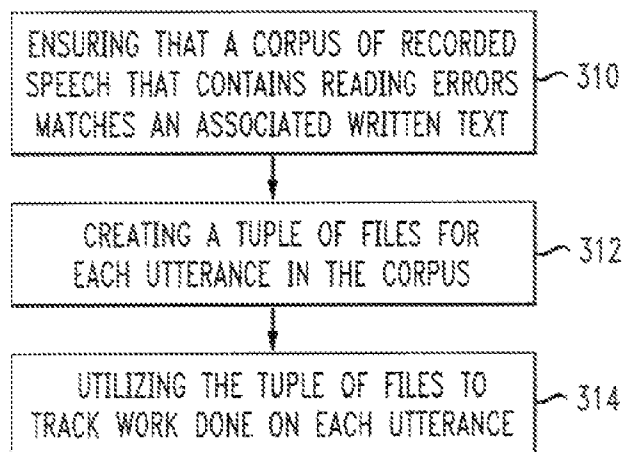 ENSURING THAT A CORPUS OF RECORDED
SPEECH THAT CONTAINS READING ERRORS
MATCHES AN ASSOCIATED WRITTEN TEXT
310
CREATING A TUPLE OF FILES FOR
EACH UTTERANCE IN THE CORPUS
312
UTILIZING THE TUPLE OF FILES TO
TRACK WORK DONE ON EACH UTTERANCE
314